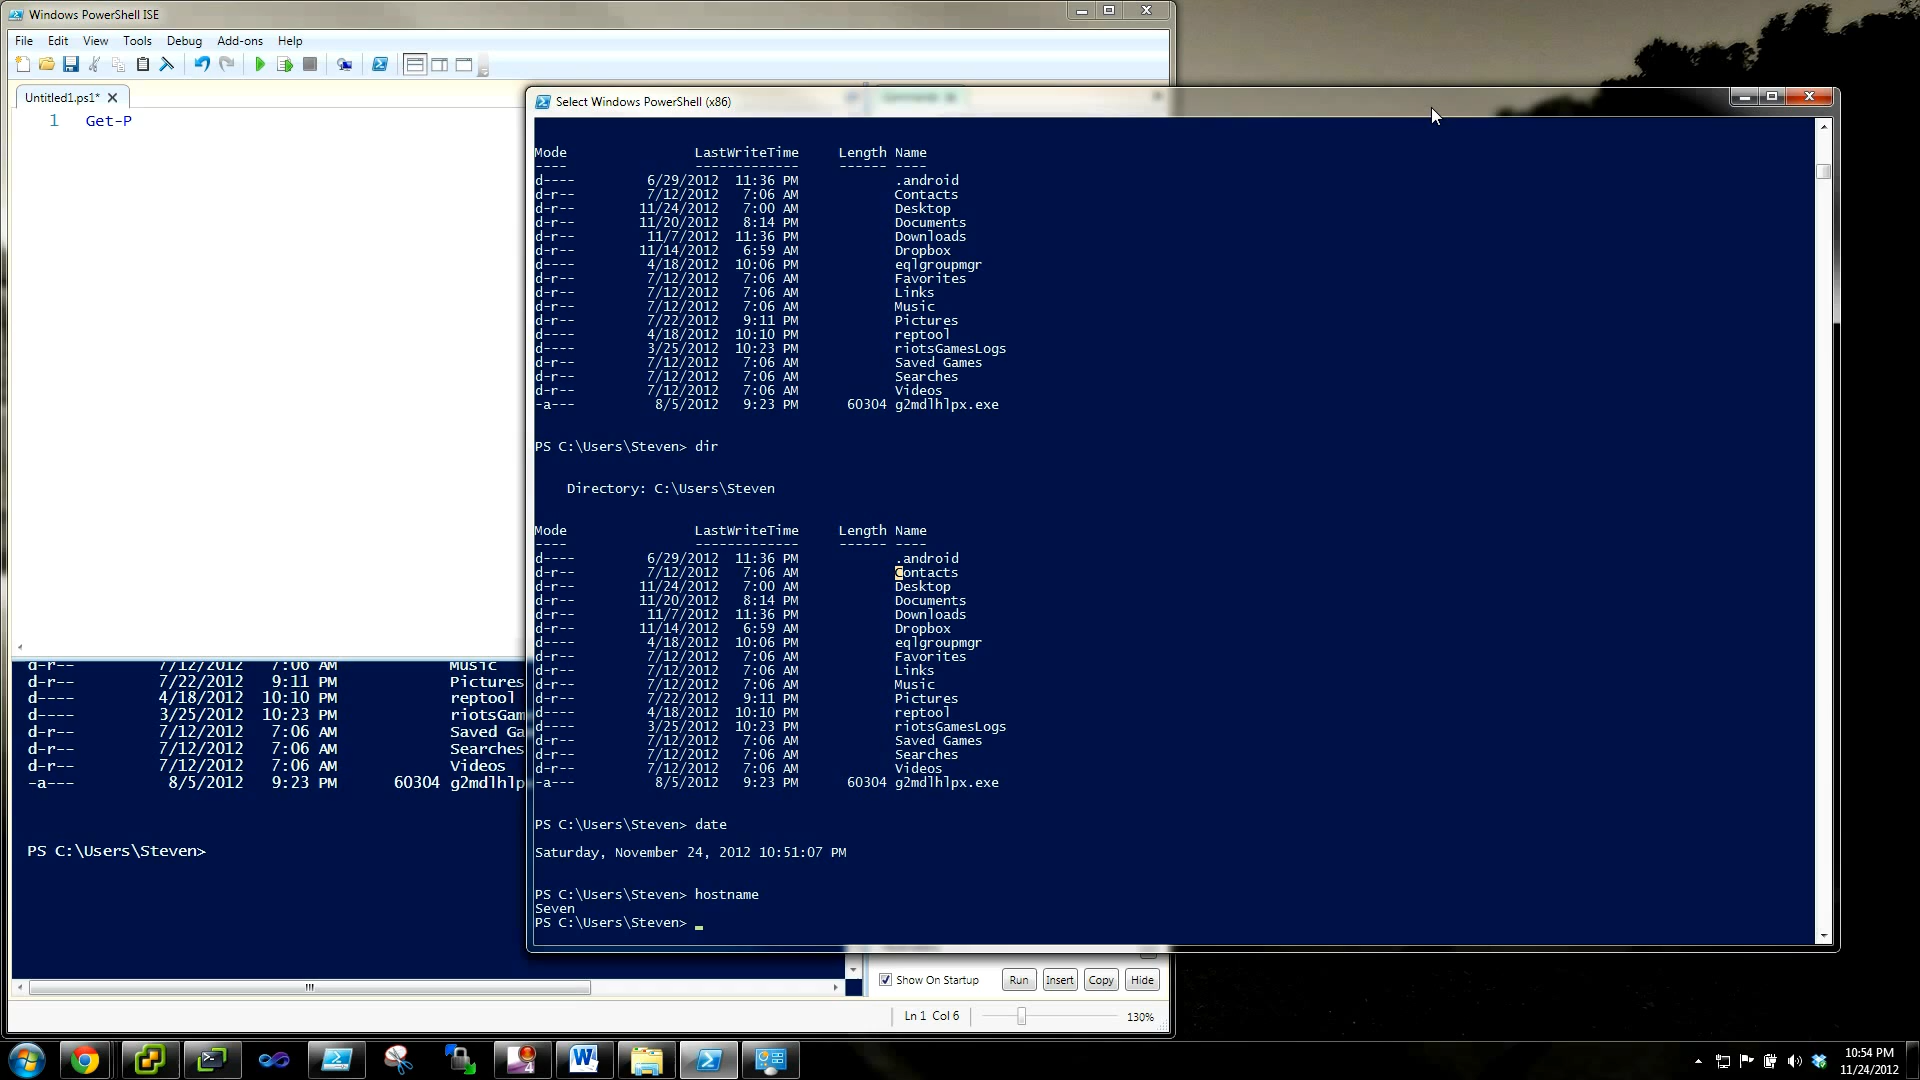 Windows PowerShell ISE
File Edit View Tools Debug Add-ons Help
Untitled1.ps1*
1 Get-P
Select Windows PowerShell (x86)
Mode LastWriteTime Length Name
---- ------------- ------ ----
d---- 6/29/2012 11:36 PM .android
d-r-- 7/12/2012 7:06 AM Contacts
d-r-- 11/24/2012 7:00 AM Desktop
d-r-- 11/20/2012 8:14 PM Documents
d-r-- 11/7/2012 11:36 PM Downloads
d-r-- 11/14/2012 6:59 AM Dropbox
d---- 4/18/2012 10:06 PM eqlgroupmgr
d-r-- 7/12/2012 7:06 AM Favorites
d-r-- 7/12/2012 7:06 AM Links
d-r-- 7/12/2012 7:06 AM Music
d-r-- 7/22/2012 9:11 PM Pictures
d---- 4/18/2012 10:10 PM reptool
d---- 3/25/2012 10:23 PM riotsGamesLogs
d-r-- 7/12/2012 7:06 AM Saved Games
d-r-- 7/12/2012 7:06 AM Searches
d-r-- 7/12/2012 7:06 AM Videos
-a--- 8/5/2012 9:23 PM 60304 g2mdlhlpx.exe
PS C:\Users\Steven> dir
Directory: C:\Users\Steven
Mode LastWriteTime Length Name
---- ------------- ------ ----
d---- 6/29/2012 11:36 PM .android
d-r-- 7/12/2012 7:06 AM Contacts
d-r-- 11/24/2012 7:00 AM Desktop
d-r-- 11/20/2012 8:14 PM Documents
d-r-- 11/7/2012 11:36 PM Downloads
d-r-- 11/14/2012 6:59 AM Dropbox
d---- 4/18/2012 10:06 PM eqlgroupmgr
d-r-- 7/12/2012 7:06 AM Favorites
d-r-- 7/12/2012 7:06 AM Links
d-r-- 7/12/2012 7:06 AM Music
d-r-- 7/22/2012 9:11 PM Pictures
d---- 4/18/2012 10:10 PM reptool
d---- 3/25/2012 10:23 PM riotsGamesLogs
d-r-- 7/12/2012 7:06 AM Saved Games
d-r-- 7/12/2012 7:06 AM Searches
d-r-- 7/12/2012 7:06 AM Videos
-a--- 8/5/2012 9:23 PM 60304 g2mdlhlpx.exe
PS C:\Users\Steven> date
Saturday, November 24, 2012 10:51:07 PM
PS C:\Users\Steven> hostname
Seven
PS C:\Users\Steven> _
d-r-- 7/12/2012 7:06 AM Music
d-r-- 7/22/2012 9:11 PM Pictures
d---- 4/18/2012 10:10 PM reptool
d---- 3/25/2012 10:23 PM riotsGam
d-r-- 7/12/2012 7:06 AM Saved Ga
d-r-- 7/12/2012 7:06 AM Searches
d-r-- 7/12/2012 7:06 AM Videos
-a--- 8/5/2012 9:23 PM 60304 g2mdlhlp
PS C:\Users\Steven>
Show On Startup Run Insert Copy Hide
Ln 1 Col 6 130%
10:54 PM
11/24/2012